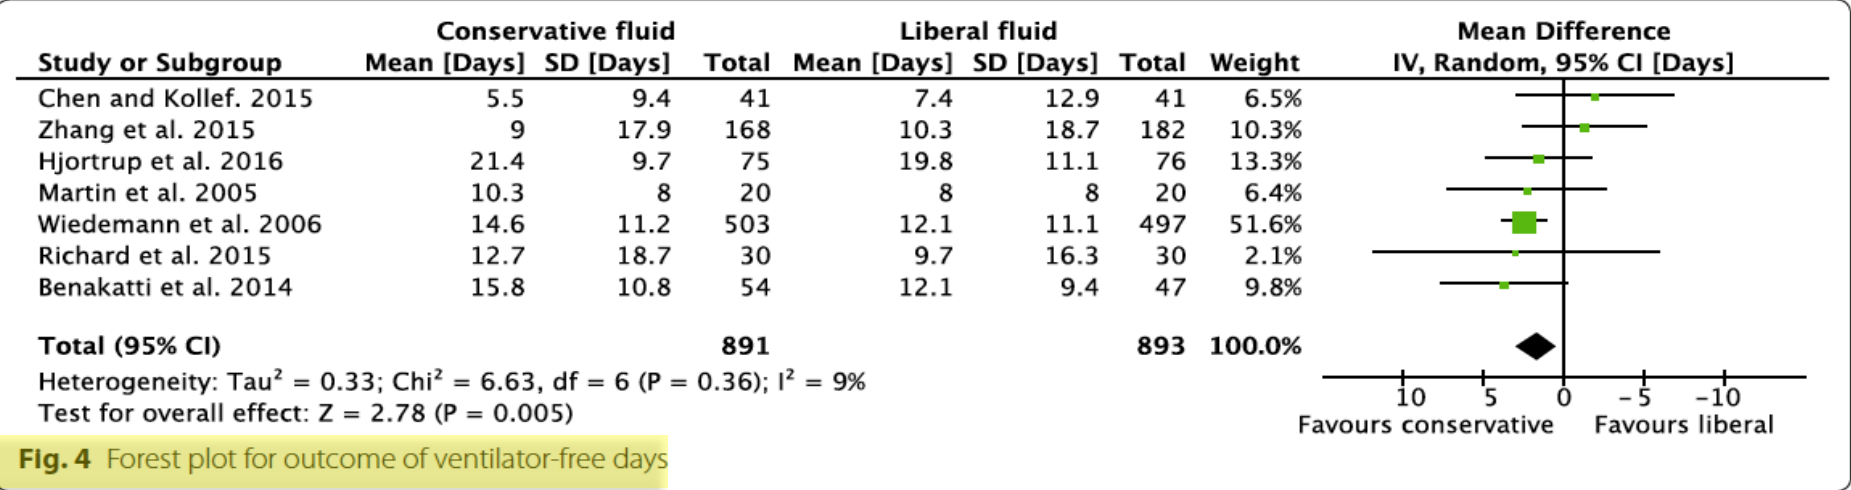 Conservative fluid Liberal fluid Mean Difference
Study or Subgroup Mean [Days] SD [Days] Total Mean [Days] SD [Days] Total Weight IV, Random, 95% CI [Days]
Chen and Kollef. 2015 5.5 9.4 41 7.4 12.9 41 6.5%
Zhang et al. 2015 9 17.9 168 10.3 18.7 182 10.3%
Hjortrup et al. 2016 21.4 9.7 75 19.8 11.1 76 13.3%
Martin et al. 2005 10.3 8 20 8 8 20 6.4%
Wiedemann et al. 2006 14.6 11.2 503 12.1 11.1 497 51.6%
Richard et al. 2015 12.7 18.7 30 9.7 16.3 30 2.1%
Benakatti et al. 2014 15.8 10.8 54 12.1 9.4 47 9.8%
Total (95% CI) 891 893 100.0%
Heterogeneity: Tau² = 0.33; Chi² = 6.63, df = 6 (P = 0.36); I² = 9%
10 5 0 -5 -10
Test for overall effect: Z = 2.78 (P = 0.005)
Favours conservative Favours liberal
Fig. 4 Forest plot for outcome of ventilator-free days